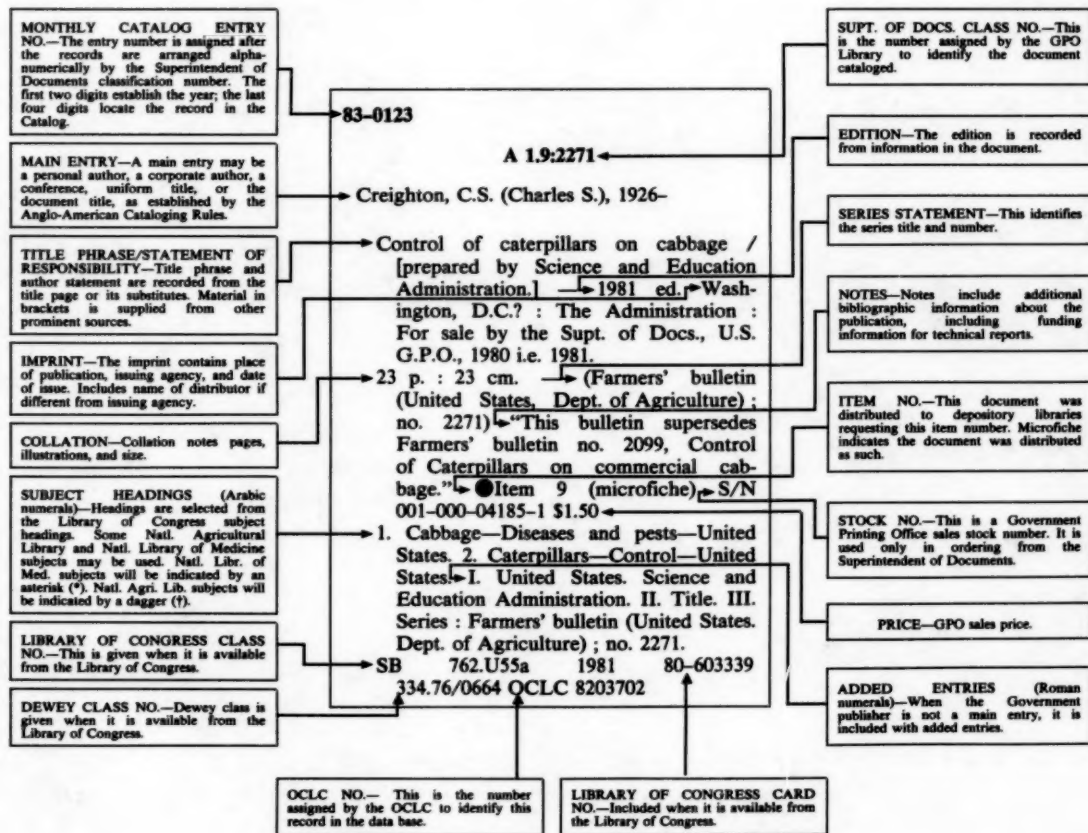 MONTHLY CATALOG ENTRY
NO.—The entry number is assigned after
the records are arranged alpha-
numerically by the Superintendent of
Documents classification number. The
first two digits establish the year; the last
four digits locate the record in the
Catalog.
MAIN ENTRY—A main entry may be
a personal author, a corporate author, a
conference, uniform title, or the
document title, as established by the
Anglo-American Cataloging Rules.
TITLE PHRASE/STATEMENT OF
RESPONSIBILITY—Title phrase and
author statement are recorded from the
title page or its substitutes. Material in
brackets is supplied from other
prominent sources.
IMPRINT—The imprint contains place
of publication, issuing agency, and date
of issue. Includes name of distributor if
different from issuing agency.
COLLATION—Collation notes pages,
illustrations, and size.
SUBJECT HEADINGS (Arabic
numerals)—Headings are selected from
the Library of Congress subject
headings. Some Natl. Agricultural
Library and Natl. Library of Medicine
subjects may be used. Natl. Libr. of
Med. subjects will be indicated by an
asterisk (*). Natl. Agri. Lib. subjects will
be indicated by a dagger (†).
LIBRARY OF CONGRESS CLASS
NO.—This is given when it is available
from the Library of Congress.
DEWEY CLASS NO.—Dewey class is
given when it is available from the
Library of Congress.
83-0123
A 1.9:2271
Creighton, C.S. (Charles S.), 1926–
Control of caterpillars on cabbage /
[prepared by Science and Education
Administration.] 1981 ed. Wash-
ington, D.C.? : The Administration :
For sale by the Supt. of Docs., U.S.
G.P.O., 1980 i.e. 1981.
23 p. : 23 cm. (Farmers' bulletin
(United States, Dept. of Agriculture) ;
no. 2271) "This bulletin supersedes
Farmers' bulletin no. 2099, Control
of Caterpillars on commercial cab-
bage." ●Item 9 (microfiche) S/N
001-000-04185-1 $1.50
1. Cabbage—Diseases and pests—United
States. 2. Caterpillars—Control—United
States. I. United States. Science and
Education Administration. II. Title. III.
Series : Farmers' bulletin (United States.
Dept. of Agriculture) ; no. 2271.
SB 762.U55a 1981 80-603339
334.76/0664 OCLC 8203702
SUPT. OF DOCS. CLASS NO.—This
is the number assigned by the GPO
Library to identify the document
cataloged.
EDITION—The edition is recorded
from information in the document.
SERIES STATEMENT—This identifies
the series title and number.
NOTES—Notes include additional
bibliographic information about the
publication, including funding
information for technical reports.
ITEM NO.—This document was
distributed to depository libraries
requesting this item number. Microfiche
indicates the document was distributed
as such.
STOCK NO.—This is a Government
Printing Office sales stock number. It is
used only in ordering from the
Superintendent of Documents.
PRICE—GPO sales price.
ADDED ENTRIES (Roman
numerals)—When the Government
publisher is not a main entry, it is
included with added entries.
OCLC NO.— This is the number
assigned by the OCLC to identify this
record in the data base.
LIBRARY OF CONGRESS CARD
NO.—Included when it is available from
the Library of Congress.